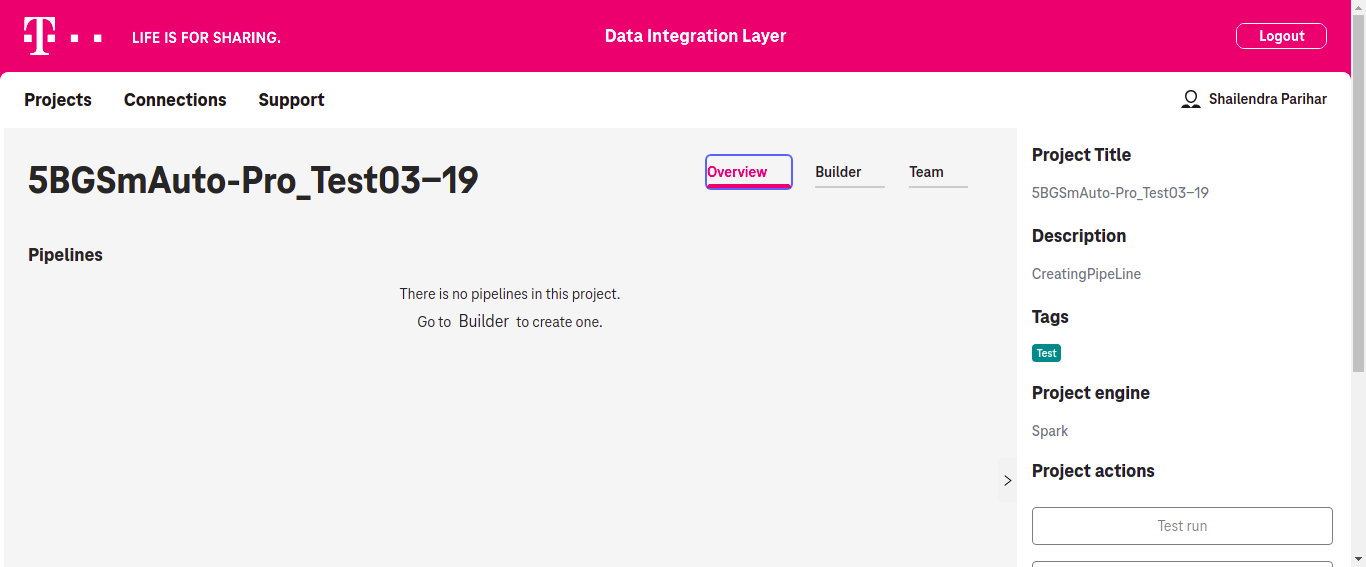 T
LIFE IS FOR SHARING.
Data Integration Layer
Logout
Projects
Connections
Support
Shailendra Parihar
5BGSmAuto-Pro_Test03–19
Overview
Builder
Team
Pipelines
There is no pipelines in this project.
Go to Builder to create one.
Project Title
5BGSmAuto-Pro_Test03–19
Description
CreatingPipeLine
Tags
Test
Project engine
Spark
Project actions
Test run